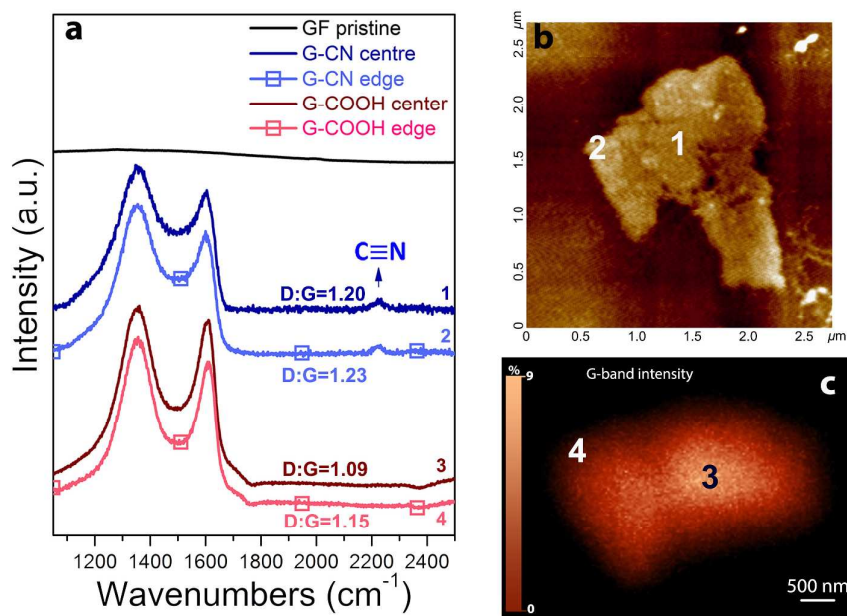 a
GF pristine
G-CN centre
G-CN edge
G-COOH center
G-COOH edge
Intensity (a.u.)
C≡N
D:G=1.20
1
2
D:G=1.23
D:G=1.09
3
4
D:G=1.15
1200 1400 1600 1800 2000 2200 2400
Wavenumbers (cm⁻¹)
b
µm
2.5
2.0
1.5
1.0
0.5
0
2
1
0 0.5 1.0 1.5 2.0 2.5 µm
c
% 9
G-band intensity
4
3
0
500 nm